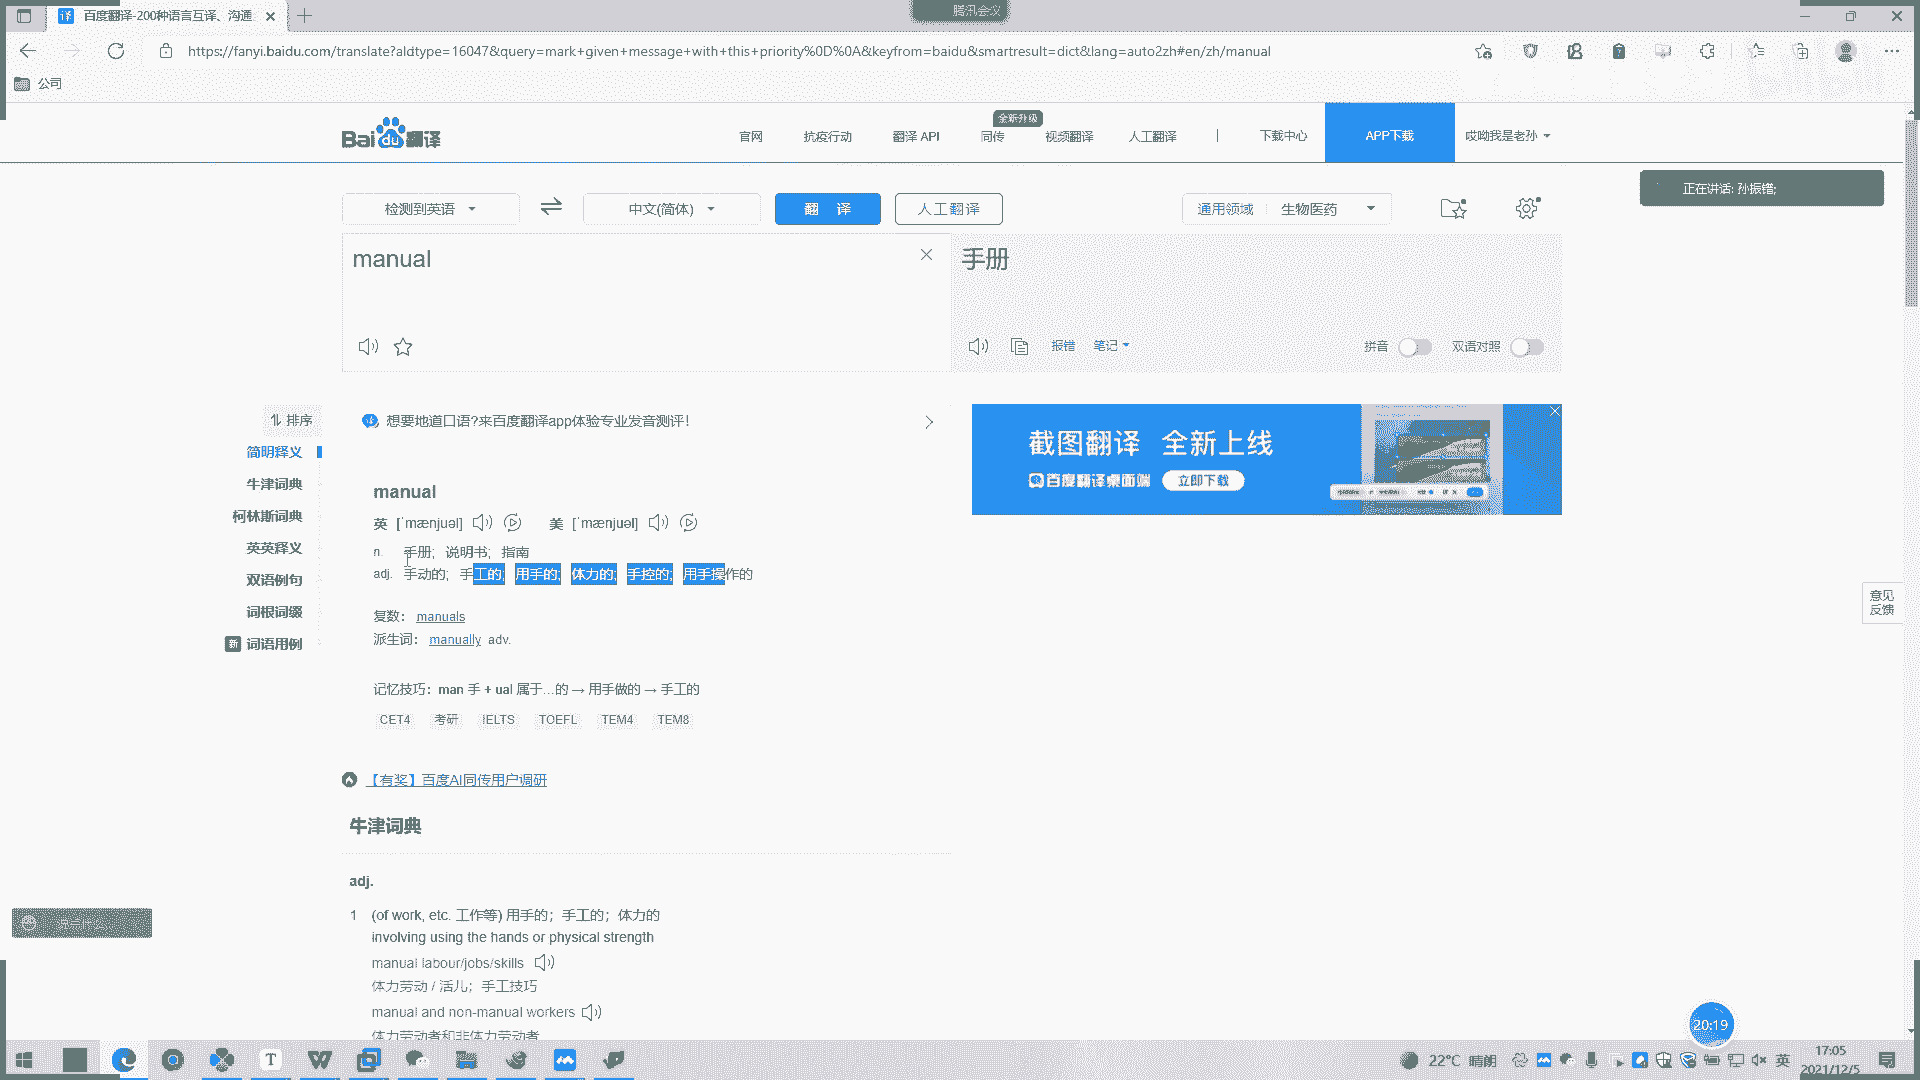 百度翻译-200种语言互译、沟通
腾讯会议
https://fanyi.baidu.com/translate?aldtype=16047&query=mark+given+message+with+this+priority%0D%0A&keyfrom=baidu&smartresult=dict&lang=auto2zh#en/zh/manual
公司
Bai du 翻译
官网 抗疫行动 翻译 API 同传 全新升级 视频翻译 人工翻译 | 下载中心 APP下载 哎呦我是老孙
正在讲话: 孙振错;
检测到英语 中文(简体) 翻 译 人工翻译 通用领域 生物医药
manual
手册
报错 笔记 拼音 双语对照
排序
想要地道口语?来百度翻译app体验专业发音测评!
截图翻译 全新上线
百度翻译桌面端 立即下载
简明释义
牛津词典
柯林斯词典
英英释义
双语例句
词根词缀
新 词语用例
manual
英 [ˈmænjuəl] 美 [ˈmænjuəl]
n. 手册; 说明书; 指南
adj. 手动的; 手工的; 用手的; 体力的; 手控的; 用手操作的
复数: manuals
派生词: manually adv.
记忆技巧: man 手 + ual 属于…的 → 用手做的 → 手工的
CET4 考研 IELTS TOEFL TEM4 TEM8
意见
反馈
【有奖】百度AI同传用户调研
牛津词典
adj.
1 (of work, etc. 工作等) 用手的; 手工的; 体力的
involving using the hands or physical strength
manual labour/jobs/skills
体力劳动 / 活儿; 手工技巧
manual and non-manual workers
体力劳动者和非体力劳动者
20:19
22°C 晴朗 英 17:05
2021/12/5